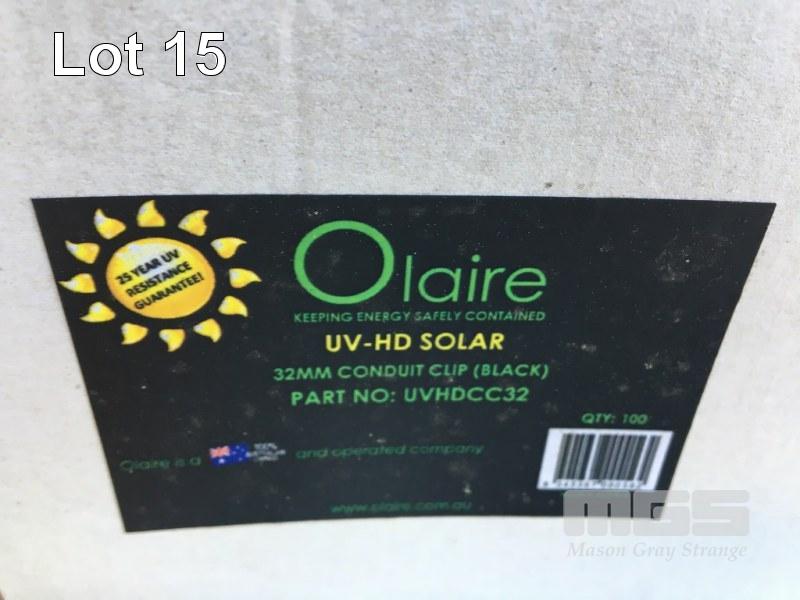 Lot 15
25 YEAR UV
RESISTANCE
GUARANTEE!
Olaire
KEEPING ENERGY SAFELY CONTAINED
UV-HD SOLAR
32MM CONDUIT CLIP (BLACK)
PART NO: UVHDCC32
QTY: 100
Olaire is a 100% and operated company
www.olaire.com.au
MGS
Mason Gray Strange